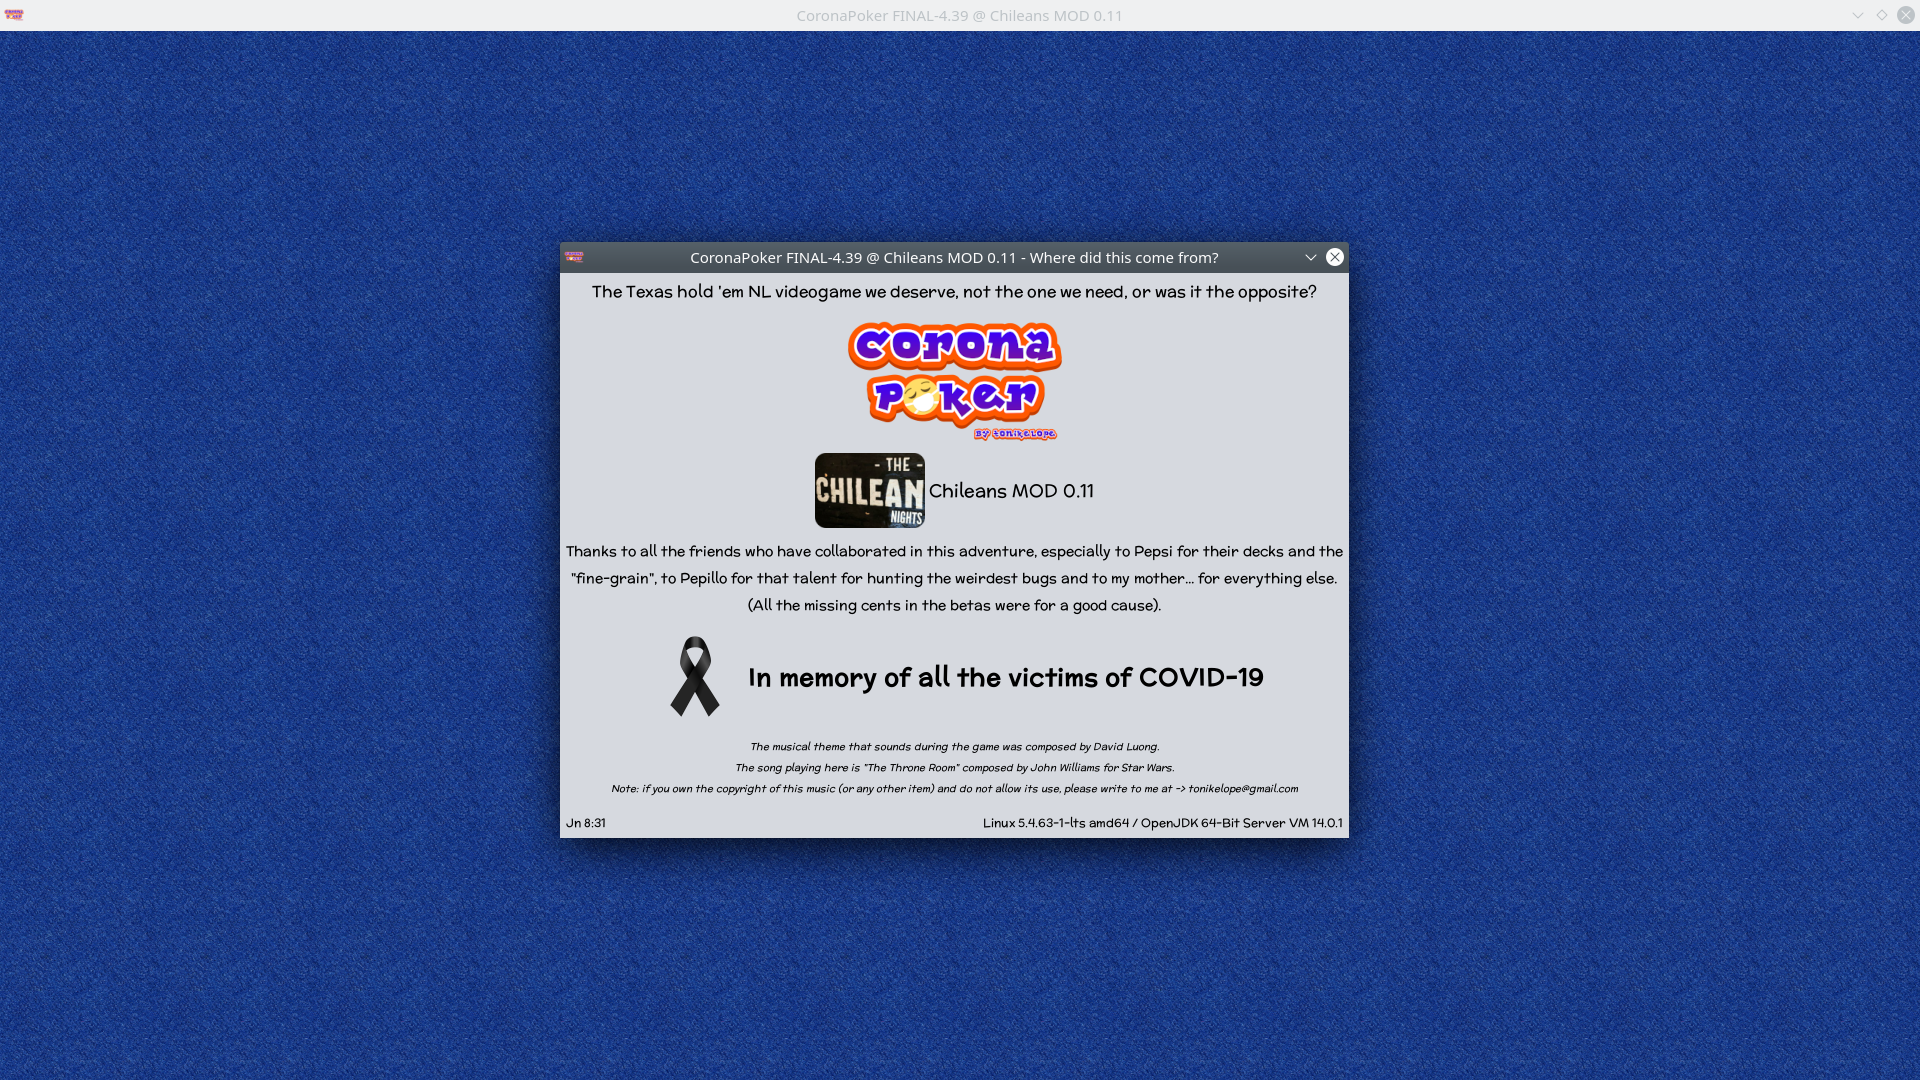 CoronaPoker FINAL-4.39 @ Chileans MOD 0.11
CoronaPoker FINAL-4.39 @ Chileans MOD 0.11 - Where did this come from?
The Texas hold 'em NL videogame we deserve, not the one we need, or was it the opposite?
corona
poker
BY tonikelope
- THE -
CHILEAN
NIGHTS
Chileans MOD 0.11
Thanks to all the friends who have collaborated in this adventure, especially to Pepsi for their decks and the
"fine-grain", to Pepillo for that talent for hunting the weirdest bugs and to my mother... for everything else.
(All the missing cents in the betas were for a good cause).
In memory of all the victims of COVID-19
The musical theme that sounds during the game was composed by David Luong.
The song playing here is "The Throne Room" composed by John Williams for Star Wars.
Note: if you own the copyright of this music (or any other item) and do not allow its use, please write to me at -> tonikelope@gmail.com
Jn 8:31
Linux 5.4.63-1-lts amd64 / OpenJDK 64-Bit Server VM 14.0.1